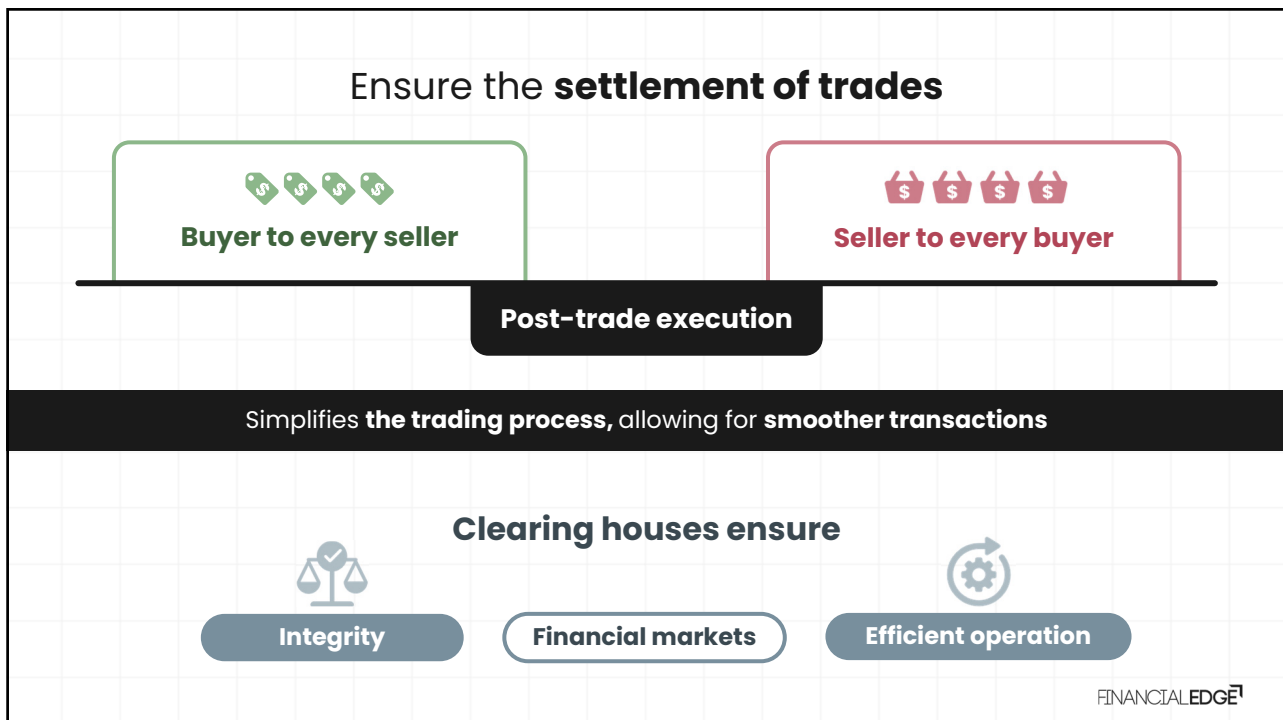 Ensure the settlement of trades
$ $ $ $
$ $ $ $
Buyer to every seller
Seller to every buyer
Post-trade execution
Simplifies the trading process, allowing for smoother transactions
Clearing houses ensure
Integrity
Financial markets
Efficient operation
FINANCIALEDGE